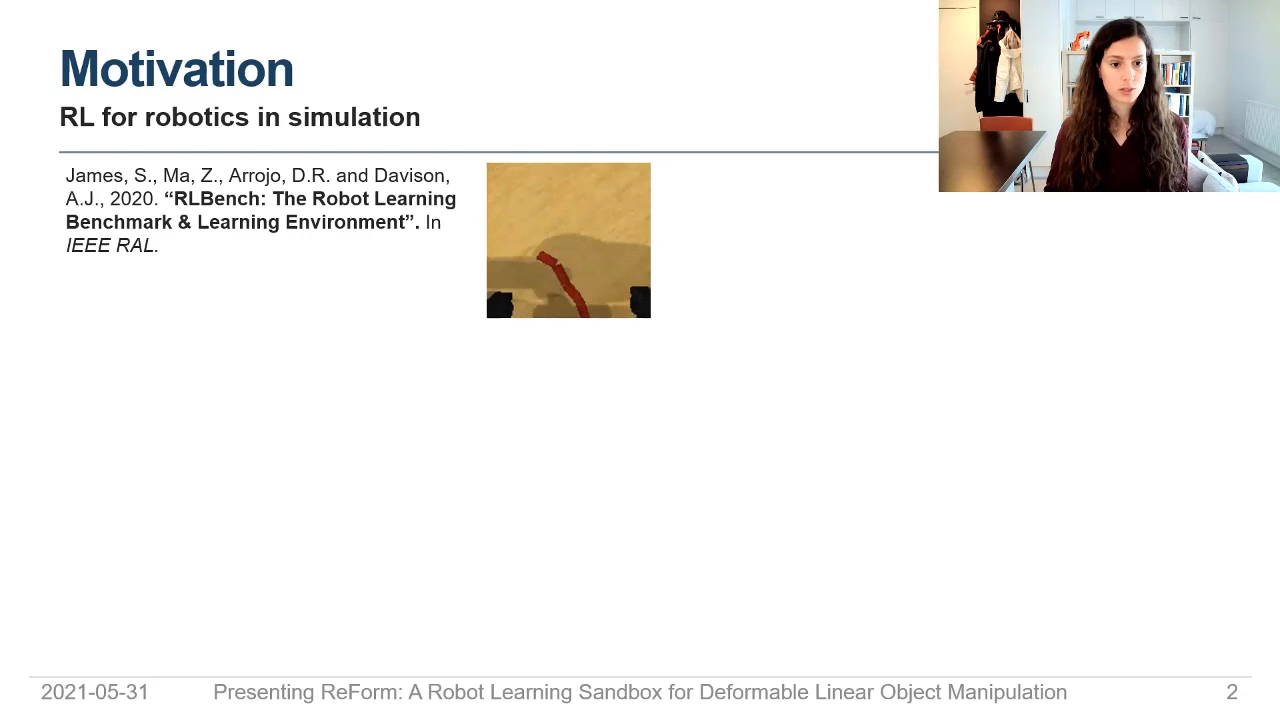 Motivation
RL for robotics in simulation
James, S., Ma, Z., Arrojo, D.R. and Davison,
A.J., 2020. “RLBench: The Robot Learning
Benchmark & Learning Environment”. In
IEEE RAL.
2021-05-31
Presenting ReForm: A Robot Learning Sandbox for Deformable Linear Object Manipulation
2